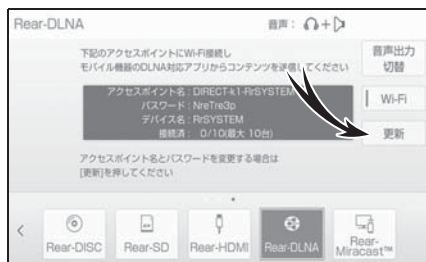 Rear-DLNA
音声：
下記のアクセスポイントにWi-Fi接続し
モバイル機器のDLNA対応アプリからコンテンツを送信してください
音声出力
切替
アクセスポイント名：DIRECT-k1-RrSYSTEM
パスワード：NreTre3p
デバイス名：RrSYSTEM
接続済：0/10(最大 10台)
Wi-Fi
更新
アクセスポイント名とパスワードを変更する場合は
[更新]を押してください
Rear-DISC
Rear-SD
Rear-HDMI
Rear-DLNA
Rear-
Miracast™